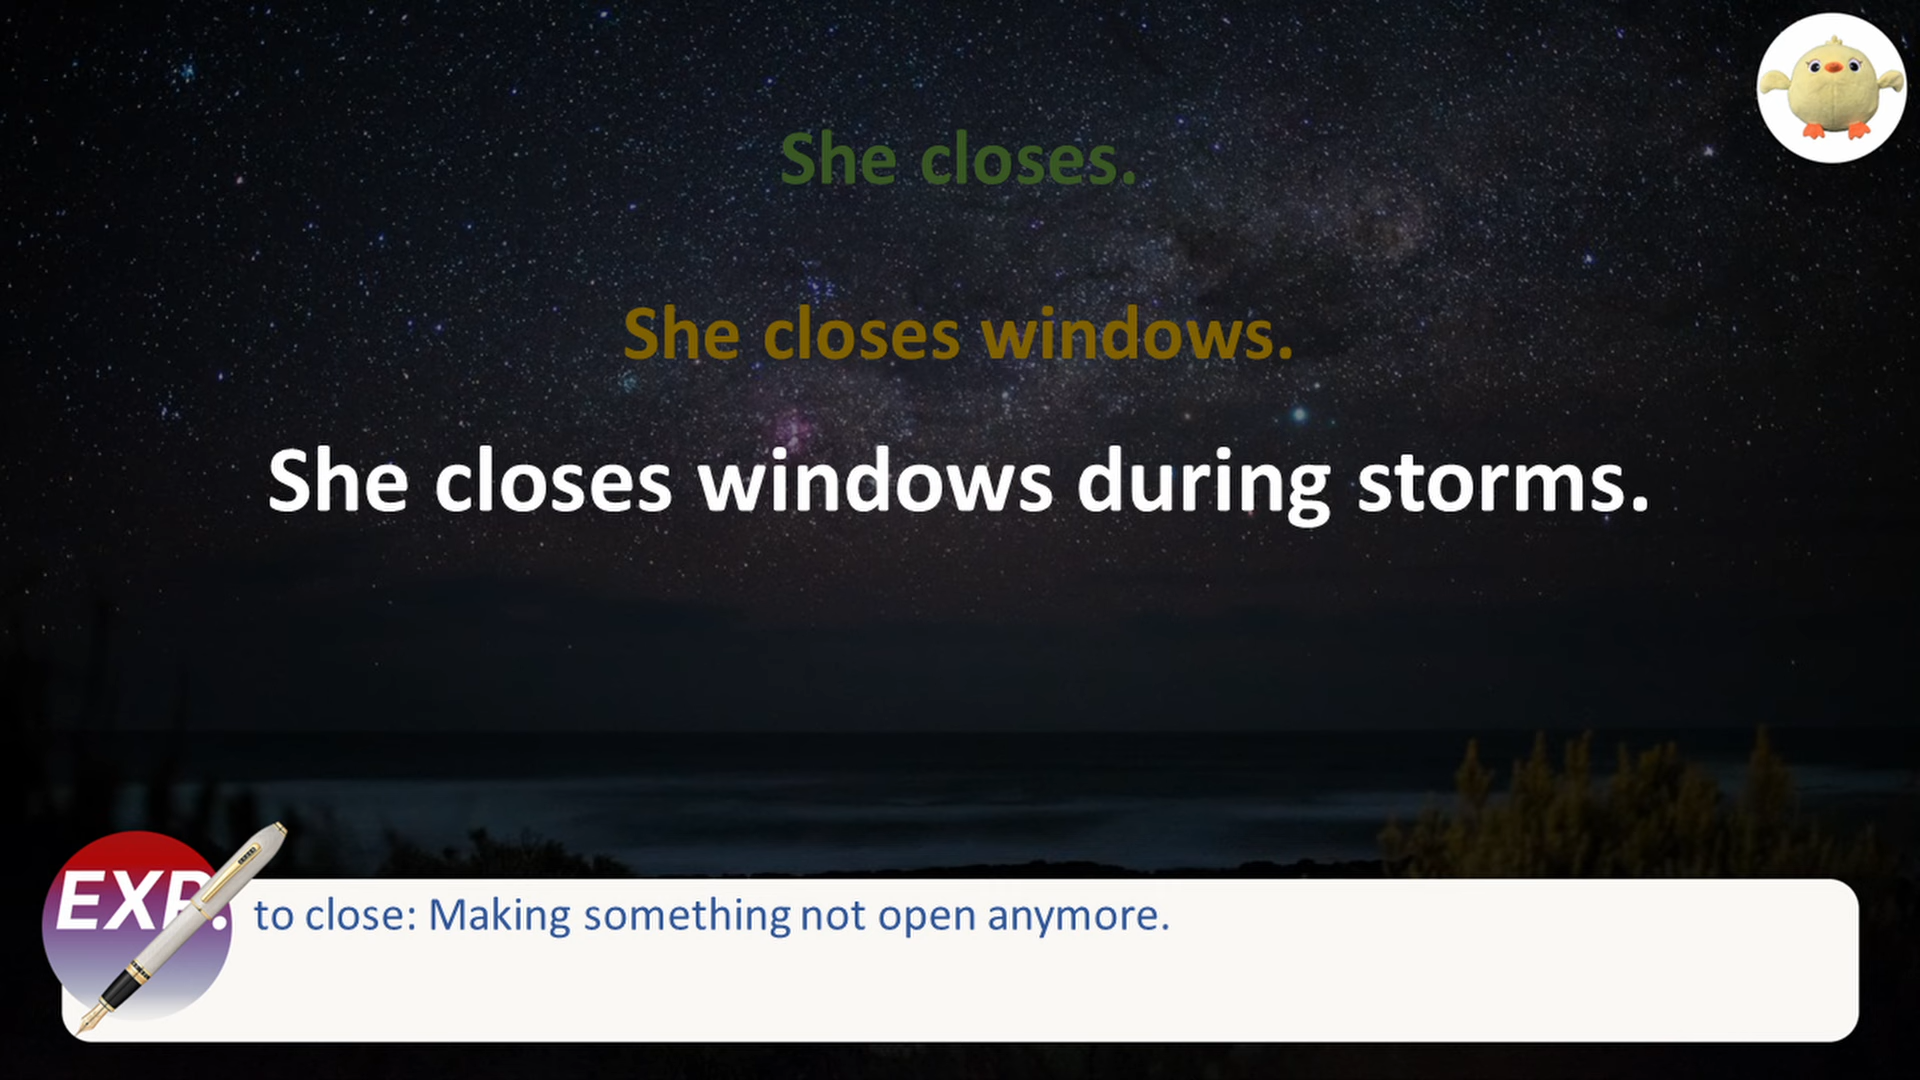 She closes.
She closes windows.
She closes windows during storms.
EXP.
to close: Making something not open anymore.